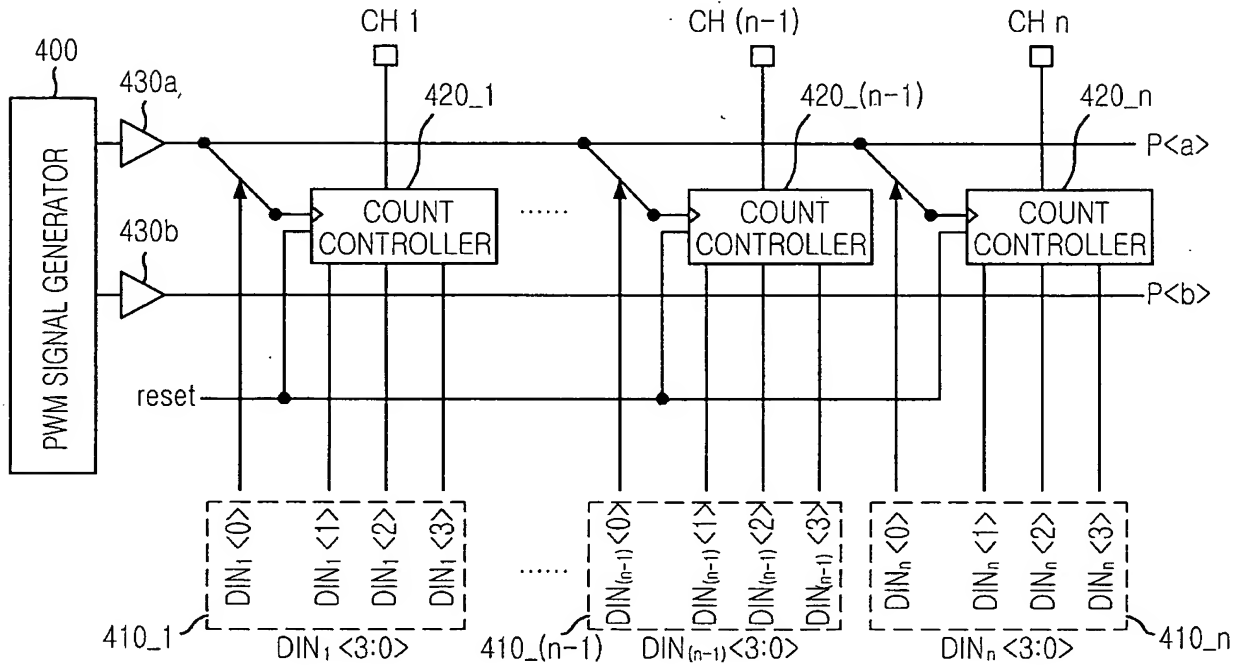 CH 1
CH (n-1)
CH n
400
430a
420_1
420_(n-1)
420_n
P<a>
PWM SIGNAL GENERATOR
COUNT
CONTROLLER
......
COUNT
CONTROLLER
COUNT
CONTROLLER
430b
P<b>
reset
DIN₁ <0>
DIN₁ <1>
DIN₁ <2>
DIN₁ <3>
......
DIN(n-1) <0>
DIN(n-1) <1>
DIN(n-1) <2>
DIN(n-1) <3>
DINn <0>
DINn <1>
DINn <2>
DINn <3>
410_1
DIN₁ <3:0>
410_(n-1)
DIN(n-1) <3:0>
DINn <3:0>
410_n